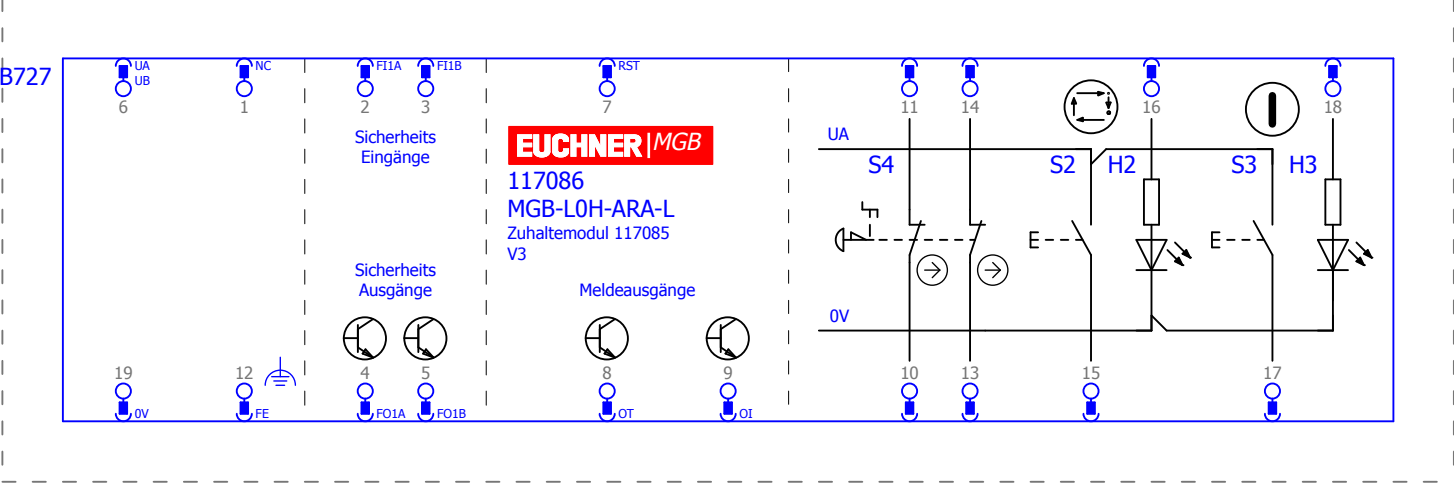 B727
UA
UB
6
NC
1
FI1A
2
FI1B
3
RST
7
11
14
16
18
Sicherheits
Eingänge
EUCHNER|MGB
117086
MGB-L0H-ARA-L
Zuhaltemodul 117085
V3
UA
S4
S2
H2
S3
H3
Sicherheits
Ausgänge
Meldeausgänge
0V
19
0V
12
FE
4
FO1A
5
FO1B
8
OT
9
OI
10
13
15
17